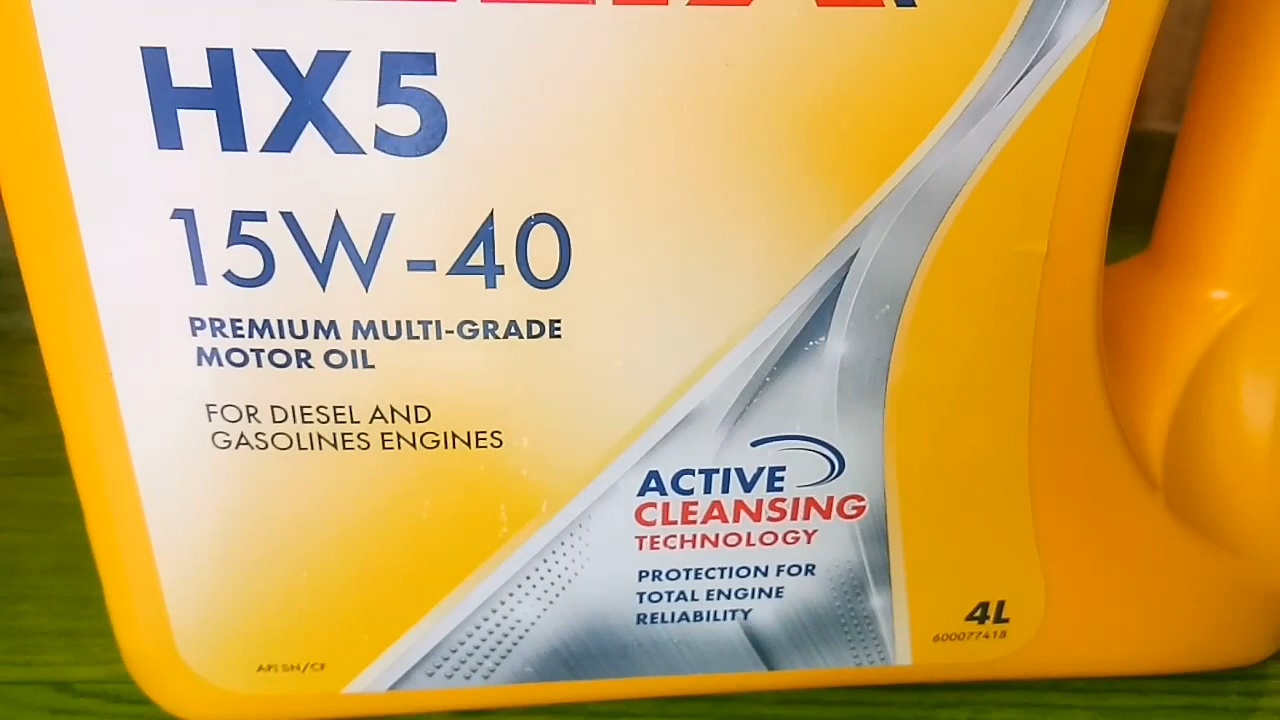 HX5
15W-40
PREMIUM MULTI-GRADE
MOTOR OIL
FOR DIESEL AND
GASOLINES ENGINES
ACTIVE
CLEANSING
TECHNOLOGY
PROTECTION FOR
TOTAL ENGINE
RELIABILITY
4L
600077418
API SN/CF